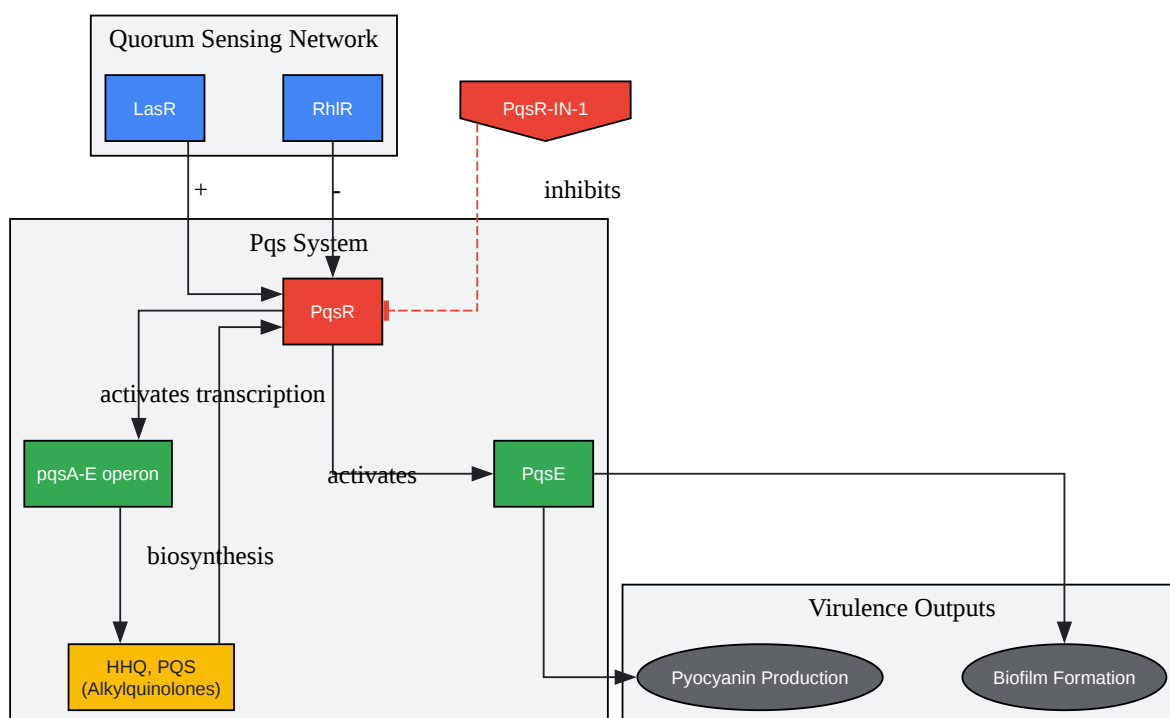 Quorum Sensing Network
LasR
RhlR
PqsR-IN-1
+
-
inhibits
Pqs System
PqsR
activates transcription
pqsA-E operon
activates
PqsE
biosynthesis
Virulence Outputs
HHQ, PQS
(Alkylquinolones)
Pyocyanin Production
Biofilm Formation